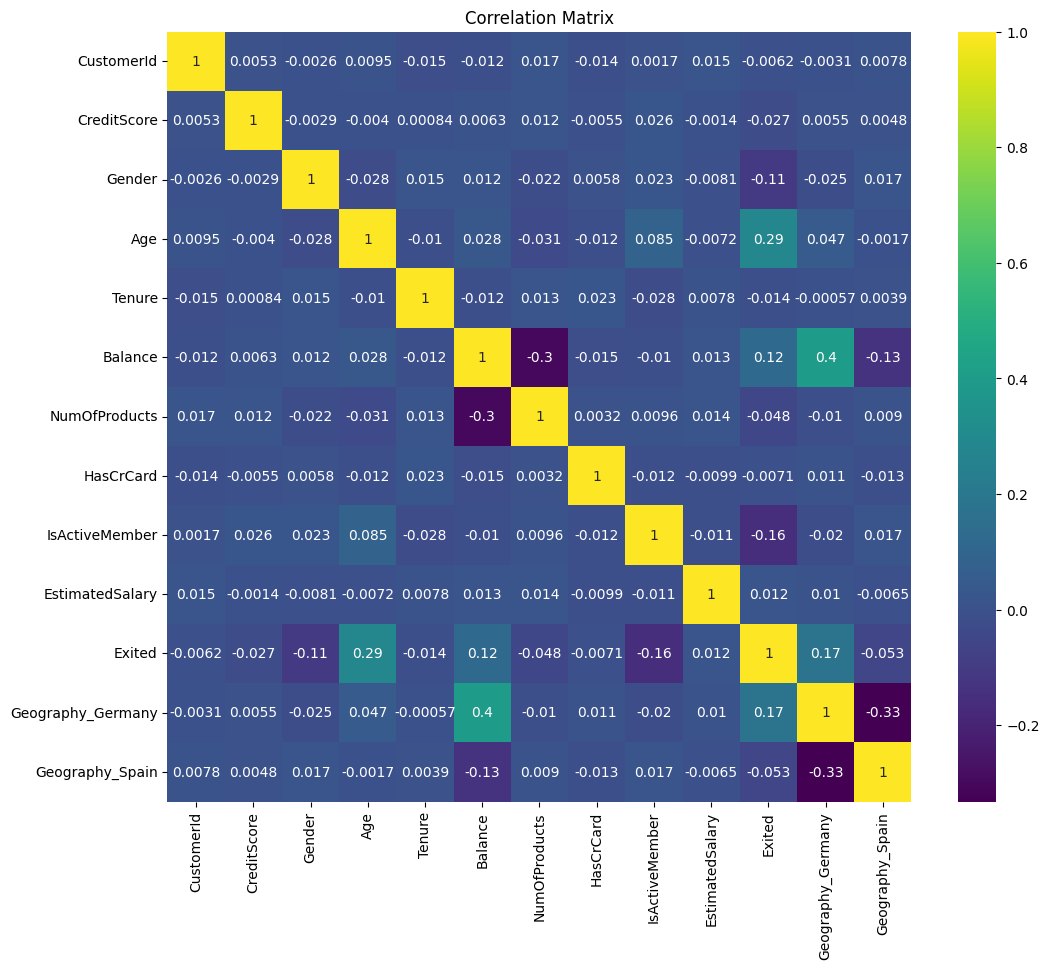 Correlation Matrix
CustomerId 1 0.0053 -0.0026 0.0095 -0.015 -0.012 0.017 -0.014 0.0017 0.015 -0.0062 -0.0031 0.0078
CreditScore 0.0053 1 -0.0029 -0.004 0.00084 0.0063 0.012 -0.0055 0.026 -0.0014 -0.027 0.0055 0.0048
Gender -0.0026 -0.0029 1 -0.028 0.015 0.012 -0.022 0.0058 0.023 -0.0081 -0.11 -0.025 0.017
Age 0.0095 -0.004 -0.028 1 -0.01 0.028 -0.031 -0.012 0.085 -0.0072 0.29 0.047 -0.0017
Tenure -0.015 0.00084 0.015 -0.01 1 -0.012 0.013 0.023 -0.028 0.0078 -0.014 -0.00057 0.0039
Balance -0.012 0.0063 0.012 0.028 -0.012 1 -0.3 -0.015 -0.01 0.013 0.12 0.4 -0.13
NumOfProducts 0.017 0.012 -0.022 -0.031 0.013 -0.3 1 0.0032 0.0096 0.014 -0.048 -0.01 0.009
HasCrCard -0.014 -0.0055 0.0058 -0.012 0.023 -0.015 0.0032 1 -0.012 -0.0099 -0.0071 0.011 -0.013
IsActiveMember 0.0017 0.026 0.023 0.085 -0.028 -0.01 0.0096 -0.012 1 -0.011 -0.16 -0.02 0.017
EstimatedSalary 0.015 -0.0014 -0.0081 -0.0072 0.0078 0.013 0.014 -0.0099 -0.011 1 0.012 0.01 -0.0065
Exited -0.0062 -0.027 -0.11 0.29 -0.014 0.12 -0.048 -0.0071 -0.16 0.012 1 0.17 -0.053
Geography_Germany -0.0031 0.0055 -0.025 0.047 -0.00057 0.4 -0.01 0.011 -0.02 0.01 0.17 1 -0.33
Geography_Spain 0.0078 0.0048 0.017 -0.0017 0.0039 -0.13 0.009 -0.013 0.017 -0.0065 -0.053 -0.33 1
CustomerId
CreditScore
Gender
Age
Tenure
Balance
NumOfProducts
HasCrCard
IsActiveMember
EstimatedSalary
Exited
Geography_Germany
Geography_Spain
1.0
0.8
0.6
0.4
0.2
0.0
−0.2